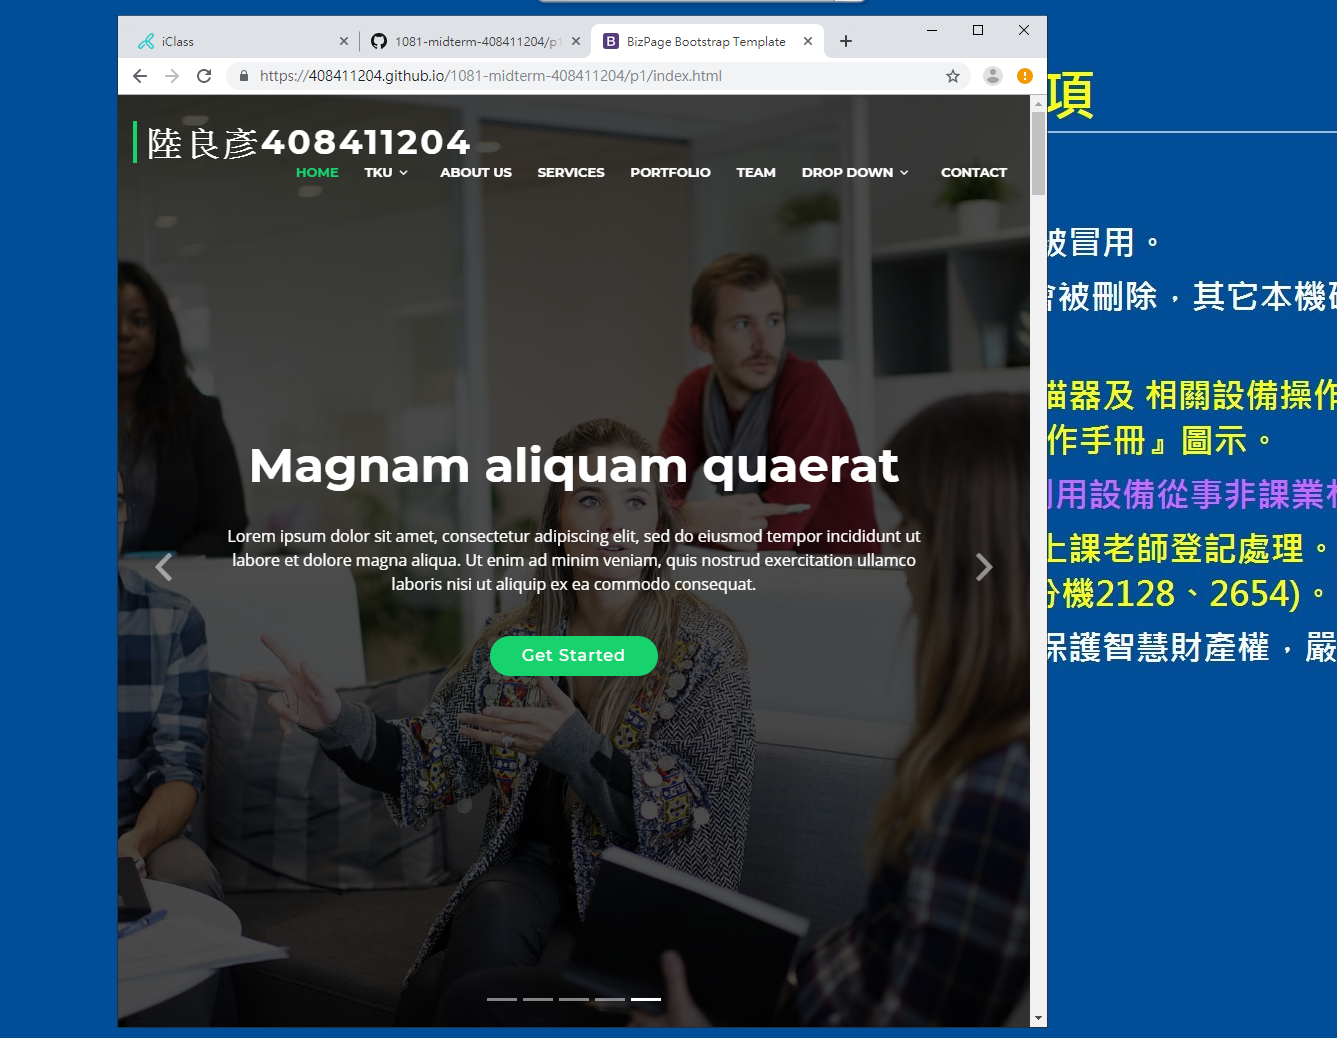 iClass
1081-midterm-408411204/p1
BizPage Bootstrap Template
https://408411204.github.io/1081-midterm-408411204/p1/index.html
陸良彥408411204
HOME TKU ABOUT US SERVICES PORTFOLIO TEAM DROP DOWN CONTACT
Magnam aliquam quaerat
Lorem ipsum dolor sit amet, consectetur adipiscing elit, sed do eiusmod tempor incididunt ut
labore et dolore magna aliqua. Ut enim ad minim veniam, quis nostrud exercitation ullamco
laboris nisi ut aliquip ex ea commodo consequat.
Get Started
項
被冒用。
會被刪除，其它本機
描器及 相關設備操作
作手冊』圖示。
利用設備從事非課業
上課老師登記處理。
分機2128、2654)。
保護智慧財產權，嚴